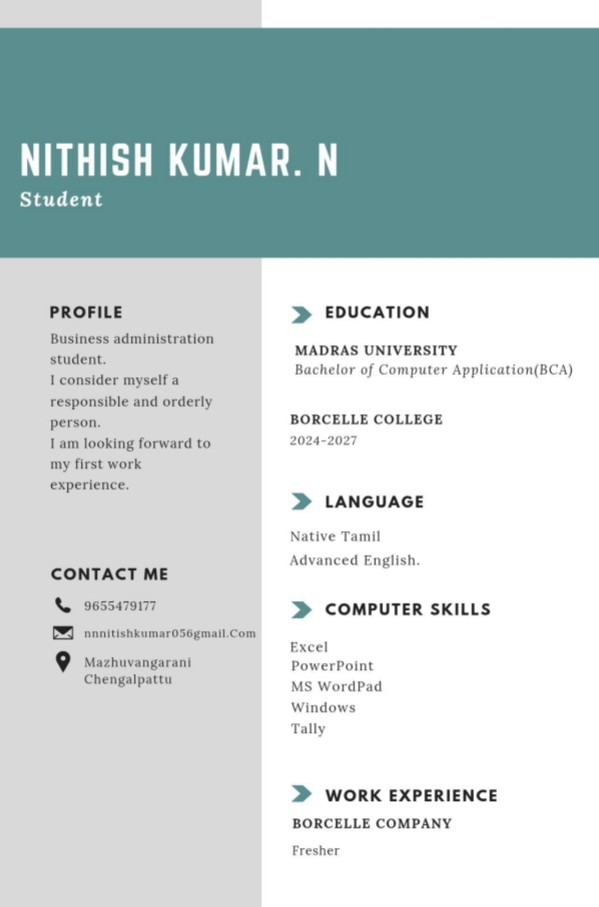 NITHISH KUMAR. N
Student
PROFILE
Business administration
student.
I consider myself a
responsible and orderly
person.
I am looking forward to
my first work
experience.
CONTACT ME
9655479177
nnnitishkumar056gmail.Com
Mazhuvangarani
Chengalpattu
EDUCATION
MADRAS UNIVERSITY
Bachelor of Computer Application(BCA)
BORCELLE COLLEGE
2024-2027
LANGUAGE
Native Tamil
Advanced English.
COMPUTER SKILLS
Excel
PowerPoint
MS WordPad
Windows
Tally
WORK EXPERIENCE
BORCELLE COMPANY
Fresher